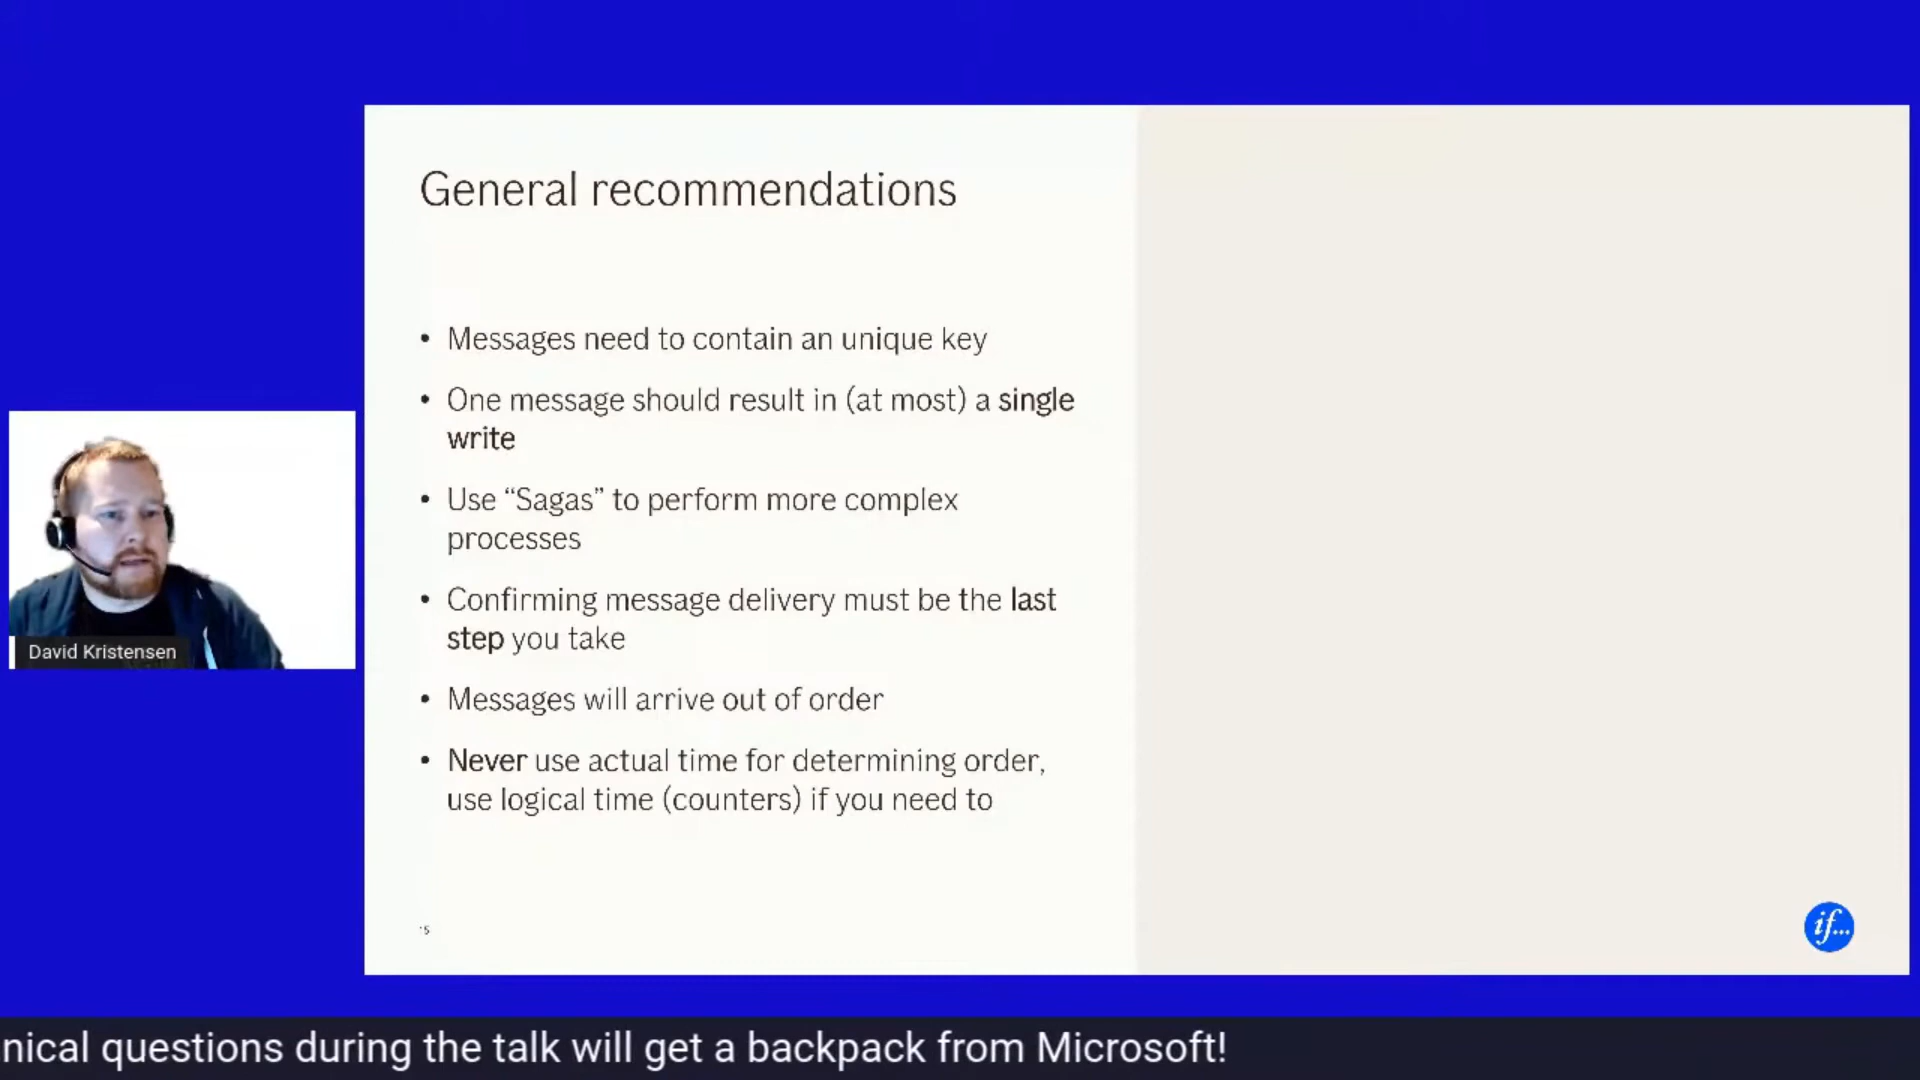 General recommendations
• Messages need to contain an unique key
• One message should result in (at most) a single
write
• Use “Sagas” to perform more complex
processes
• Confirming message delivery must be the last
step you take
• Messages will arrive out of order
• Never use actual time for determining order,
use logical time (counters) if you need to
15
if...
David Kristensen
nical questions during the talk will get a backpack from Microsoft!